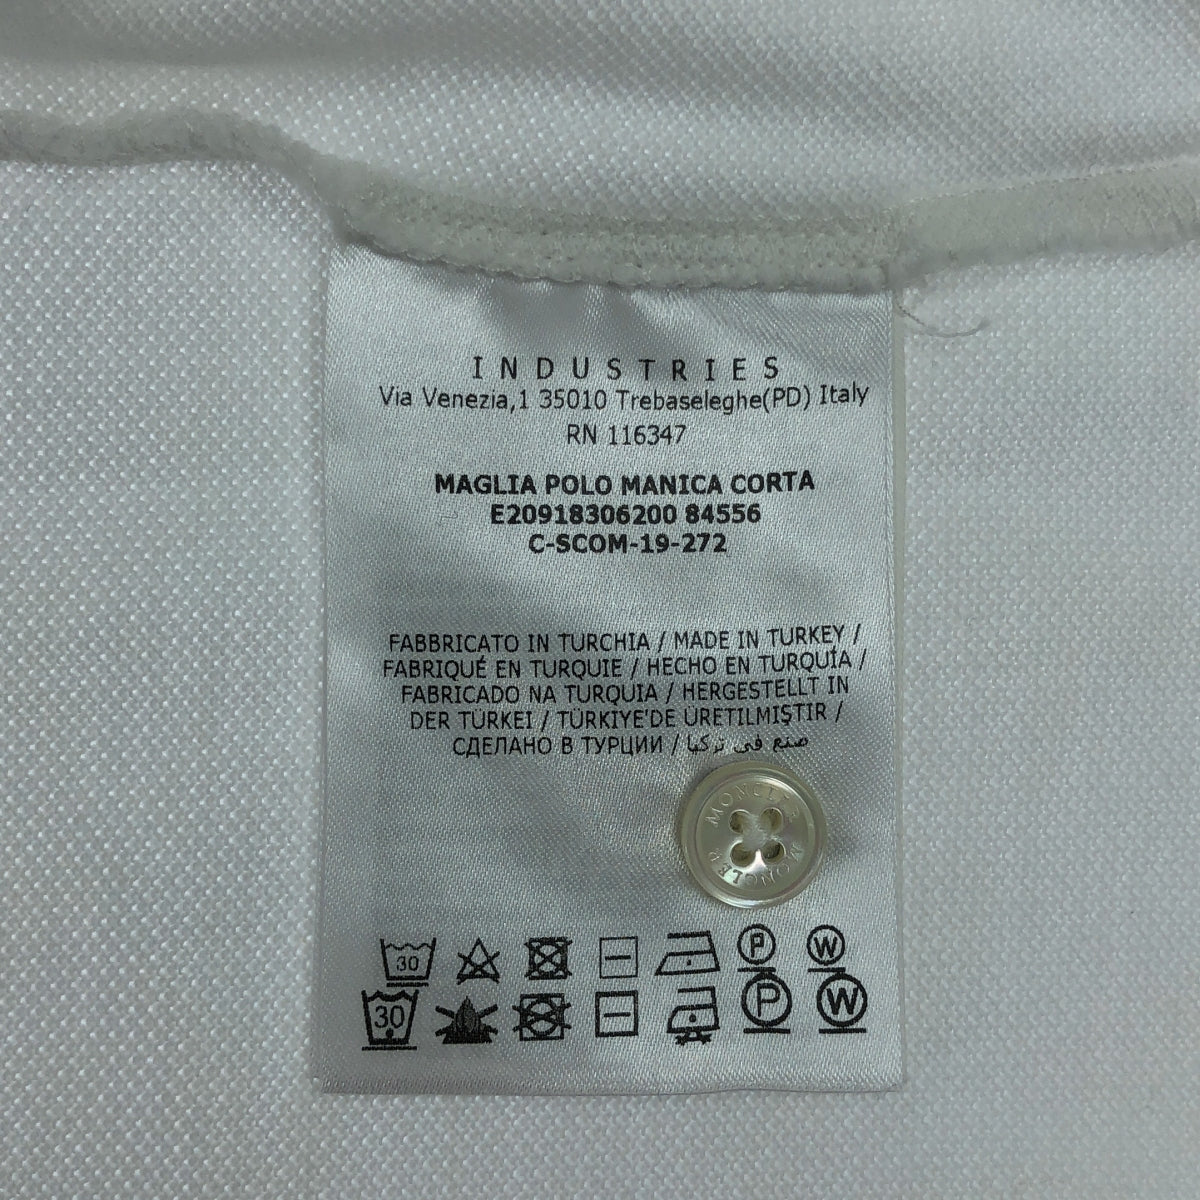 INDUSTRIES
Via Venezia,1 35010 Trebaseleghe(PD) Italy
RN 116347
MAGLIA POLO MANICA CORTA
E20918306200 84556
C-SCOM-19-272
FABBRICATO IN TURCHIA / MADE IN TURKEY /
FABRIQUÉ EN TURQUIE / HECHO EN TURQUÍA /
FABRICADO NA TURQUIA / HERGESTELLT IN
DER TÜRKEI / TÜRKIYE'DE ÜRETILMIŞTIR /
СДЕЛАНО В ТУРЦИИ / صنع في تركيا
MONCLER
MONCLER
30 P W
30 P W